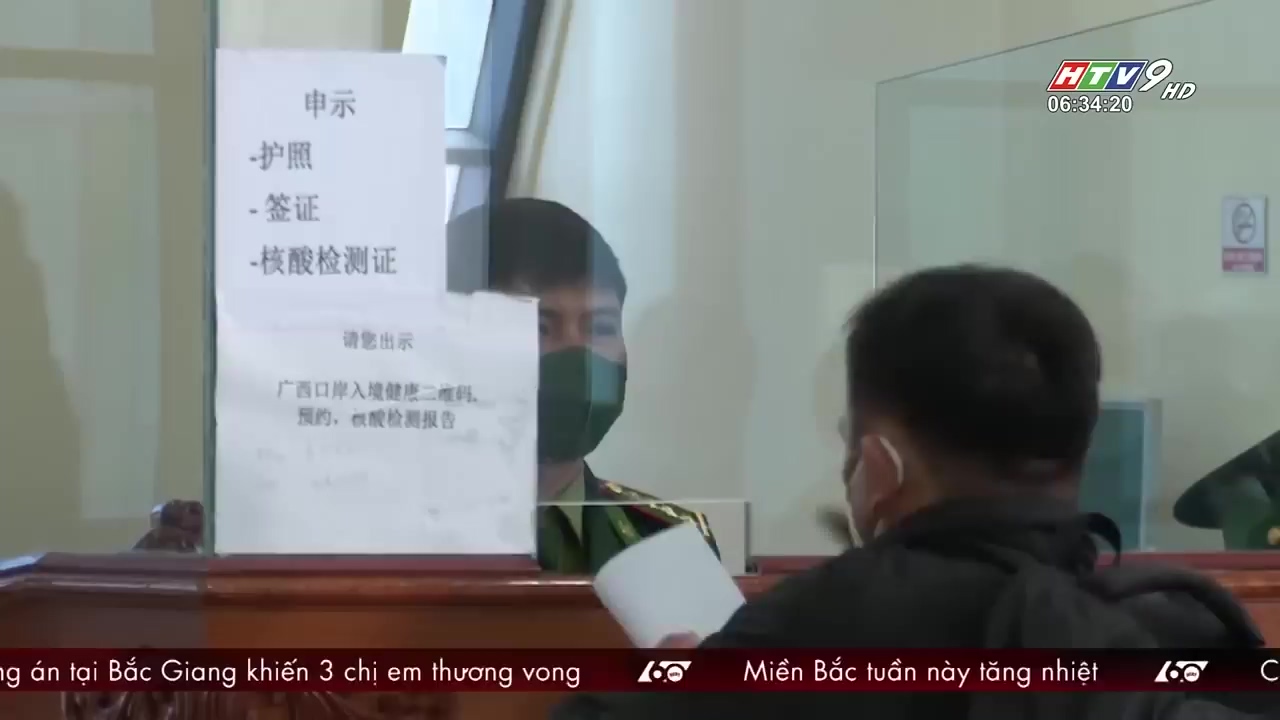 HTV9 HD
06:34:20
申示
-护照
- 签证
-核酸检测证
请您出示
广西口岸入境健康二维码,
预约，核酸检测报告
ng án tại Bắc Giang khiến 3 chị em thương vong
60
Miền Bắc tuần này tăng nhiệt
60
C